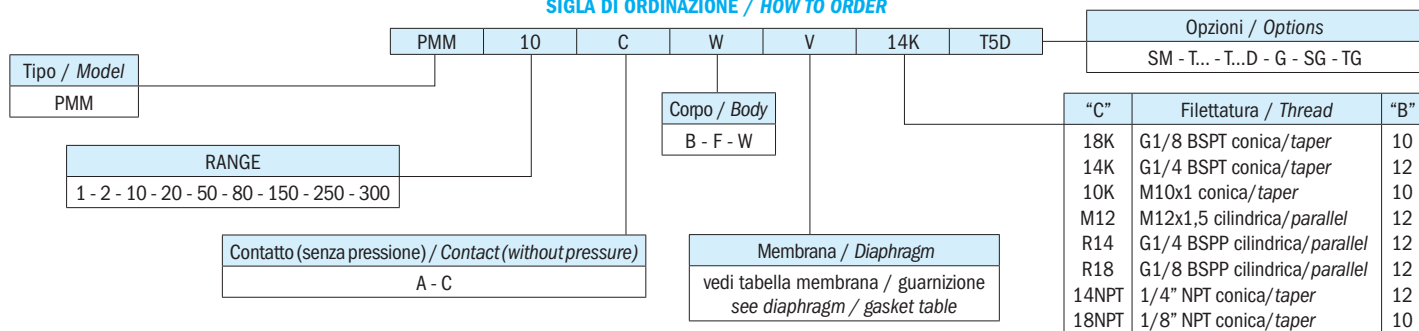 SIGLA DI ORDINAZIONE / HOW TO ORDER
PMM 10 C W V 14K T5D
Opzioni / Options
SM - T... - T...D - G - SG - TG
Tipo / Model
PMM
Corpo / Body
B - F - W
RANGE
1 - 2 - 10 - 20 - 50 - 80 - 150 - 250 - 300
Contatto (senza pressione) / Contact (without pressure)
A - C
Membrana / Diaphragm
vedi tabella membrana / guarnizione
see diaphragm / gasket table
“C” Filettatura / Thread “B”
18K G1/8 BSPT conica/taper 10
14K G1/4 BSPT conica/taper 12
10K M10x1 conica/taper 10
M12 M12x1,5 cilindrica/parallel 12
R14 G1/4 BSPP cilindrica/parallel 12
R18 G1/8 BSPP cilindrica/parallel 12
14NPT 1/4” NPT conica/taper 12
18NPT 1/8” NPT conica/taper 10